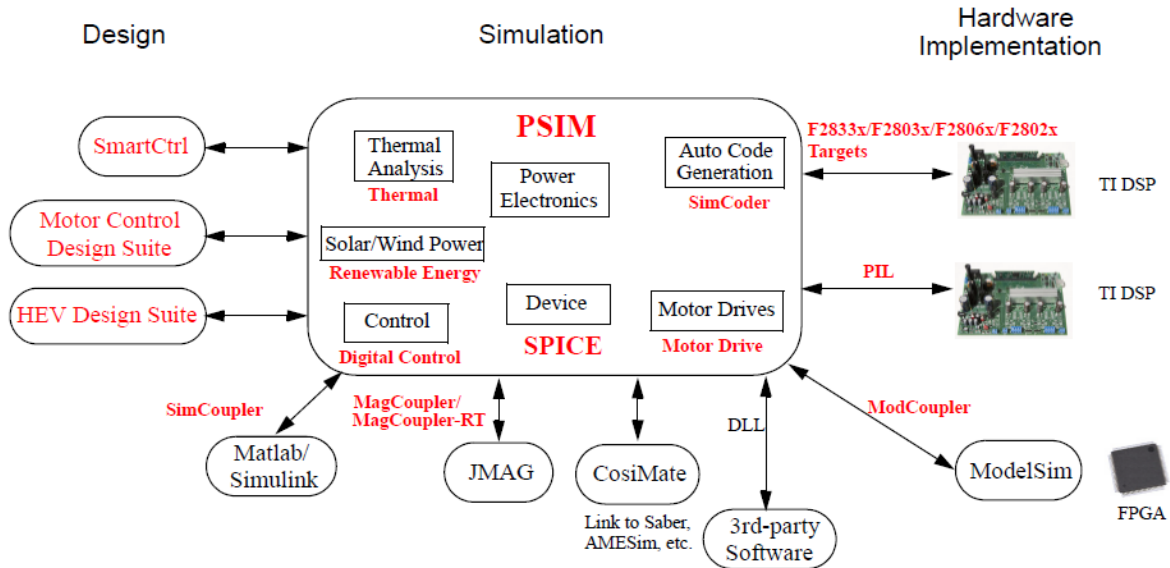 Design
Simulation
Hardware
Implementation
SmartCtrl
Motor Control
Design Suite
HEV Design Suite
PSIM
Thermal
Analysis
Thermal
Power
Electronics
Auto Code
Generation
SimCoder
Solar/Wind Power
Renewable Energy
Control
Digital Control
Device
SPICE
Motor Drives
Motor Drive
F2833x/F2803x/F2806x/F2802x
Targets
TI DSP
PIL
TI DSP
SimCoupler
Matlab/
Simulink
MagCoupler/
MagCoupler-RT
JMAG
CosiMate
Link to Saber,
AMESim, etc.
DLL
3rd-party
Software
ModCoupler
ModelSim
FPGA